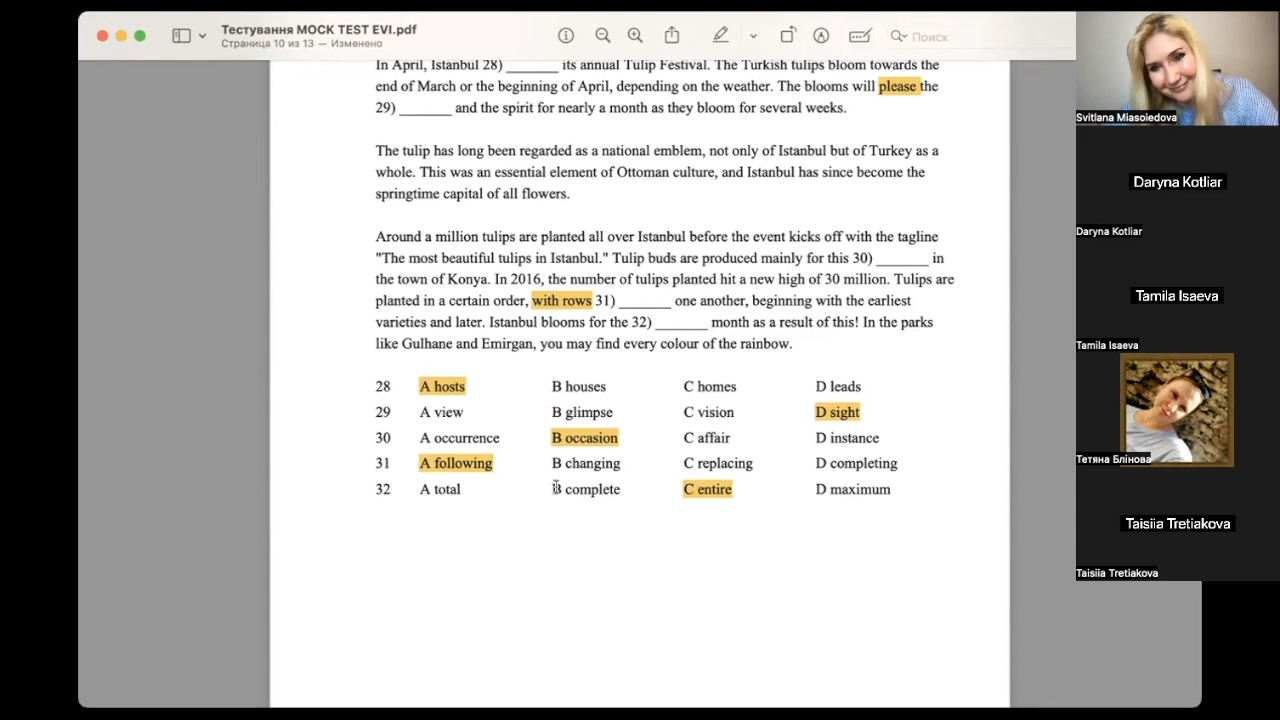 Тестування MOCK TEST EVI.pdf
Страница 10 из 13 — Изменено
Поиск
In April, Istanbul 28) _______ its annual Tulip Festival. The Turkish tulips bloom towards the
end of March or the beginning of April, depending on the weather. The blooms will please the
29) _______ and the spirit for nearly a month as they bloom for several weeks.
The tulip has long been regarded as a national emblem, not only of Istanbul but of Turkey as a
whole. This was an essential element of Ottoman culture, and Istanbul has since become the
springtime capital of all flowers.
Around a million tulips are planted all over Istanbul before the event kicks off with the tagline
"The most beautiful tulips in Istanbul." Tulip buds are produced mainly for this 30) _______ in
the town of Konya. In 2016, the number of tulips planted hit a new high of 30 million. Tulips are
planted in a certain order, with rows 31) _______ one another, beginning with the earliest
varieties and later. Istanbul blooms for the 32) _______ month as a result of this! In the parks
like Gulhane and Emirgan, you may find every colour of the rainbow.
28 A hosts B houses C homes D leads
29 A view B glimpse C vision D sight
30 A occurrence B occasion C affair D instance
31 A following B changing C replacing D completing
32 A total B complete C entire D maximum
Svitlana Miasoiedova
Daryna Kotliar
Daryna Kotliar
Tamila Isaeva
Tamila Isaeva
Тетяна Блінова
Taisiia Tretiakova
Taisiia Tretiakova